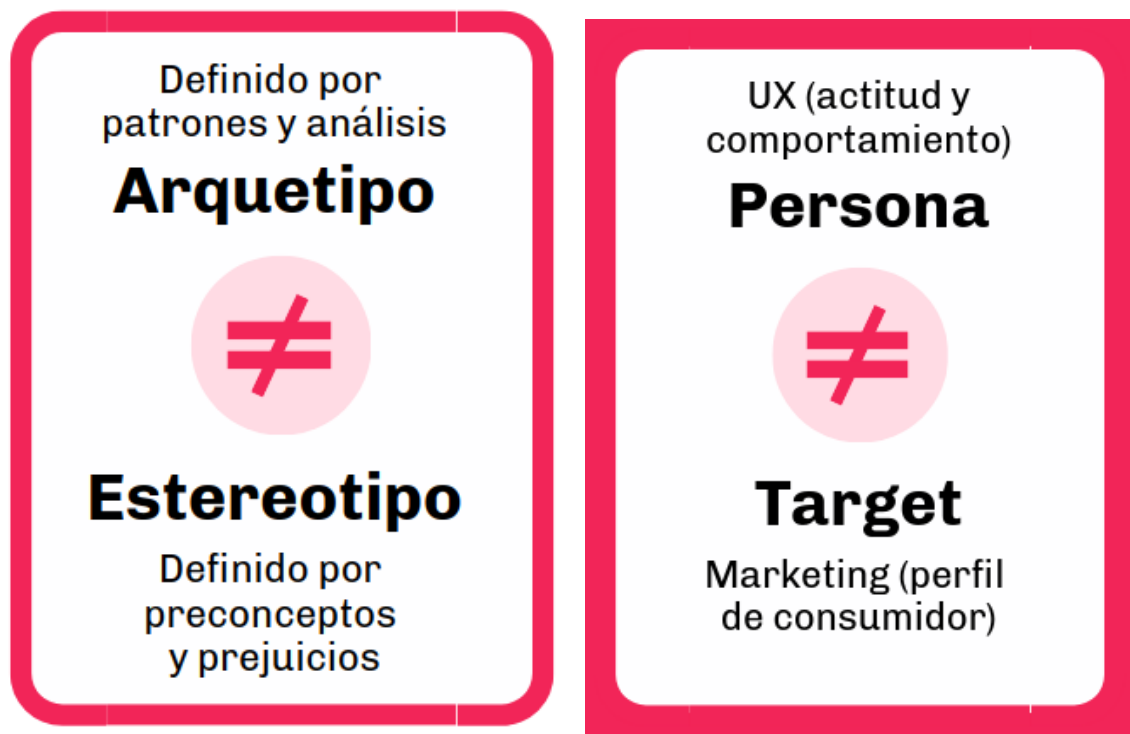 Definido por
patrones y análisis
Arquetipo
≠
Estereotipo
Definido por
preconceptos
y prejuicios
UX (actitud y
comportamiento)
Persona
≠
Target
Marketing (perfil
de consumidor)